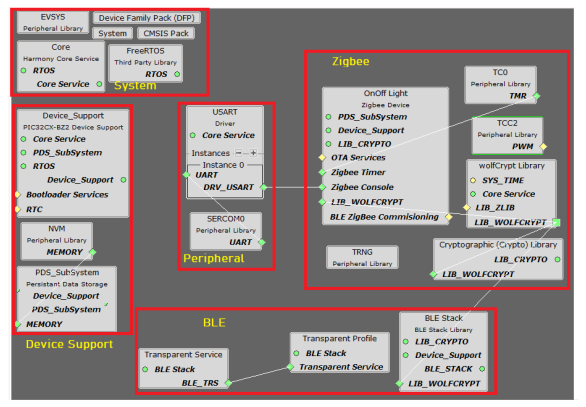 EVSYS
Peripheral Library
Device Family Pack (DFP)
System
CMSIS Pack
Core
Harmony Core Service
RTOS
Core Service
FreeRTOS
Third Party Library
RTOS
System
Device_Support
PIC32CX-BZ2 Device Support
Core Service
PDS_SubSystem
RTOS
Device_Support
Bootloader Services
RTC
NVM
Peripheral Library
MEMORY
PDS_SubSystem
Persistant Data Storage
Device_Support
PDS_SubSystem
MEMORY
Device Support
USART
Driver
Core Service
Instances − +
Instance 0
UART
DRV_USART
SERCOM0
Peripheral Library
UART
Peripheral
Zigbee
OnOff Light
Zigbee Device
PDS_SubSystem
Device_Support
LIB_CRYPTO
OTA Services
Zigbee Timer
Zigbee Console
LIB_WOLFCRYPT
BLE ZigBee Commisioning
TC0
Peripheral Library
TMR
TCC2
Peripheral Library
PWM
wolfCrypt Library
SYS_TIME
Core Service
LIB_ZLIB
LIB_WOLFCRYPT
TRNG
Peripheral Library
Cryptographic (Crypto) Library
LIB_CRYPTO
LIB_WOLFCRYPT
BLE
Transparent Service
BLE Stack
BLE_TRS
Transparent Profile
BLE Stack
Transparent Service
BLE Stack
BLE Stack Library
LIB_CRYPTO
Device_Support
BLE_STACK
LIB_WOLFCRYPT